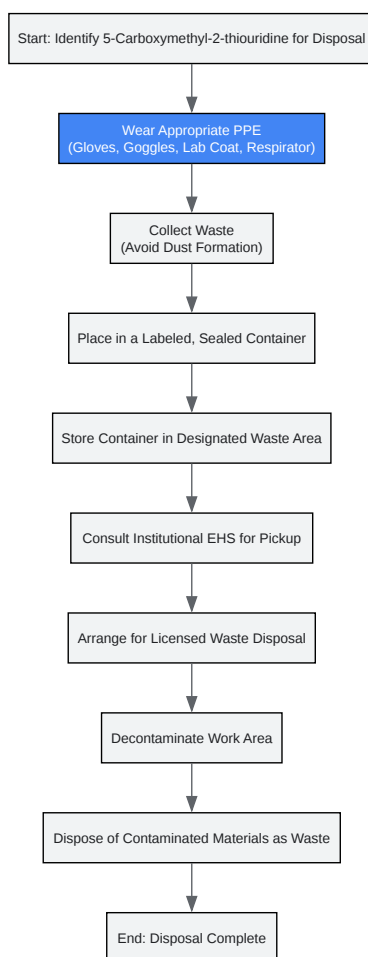 Start: Identify 5-Carboxymethyl-2-thiouridine for Disposal
Wear Appropriate PPE
(Gloves, Goggles, Lab Coat, Respirator)
Collect Waste
(Avoid Dust Formation)
Place in a Labeled, Sealed Container
Store Container in Designated Waste Area
Consult Institutional EHS for Pickup
Arrange for Licensed Waste Disposal
Decontaminate Work Area
Dispose of Contaminated Materials as Waste
End: Disposal Complete